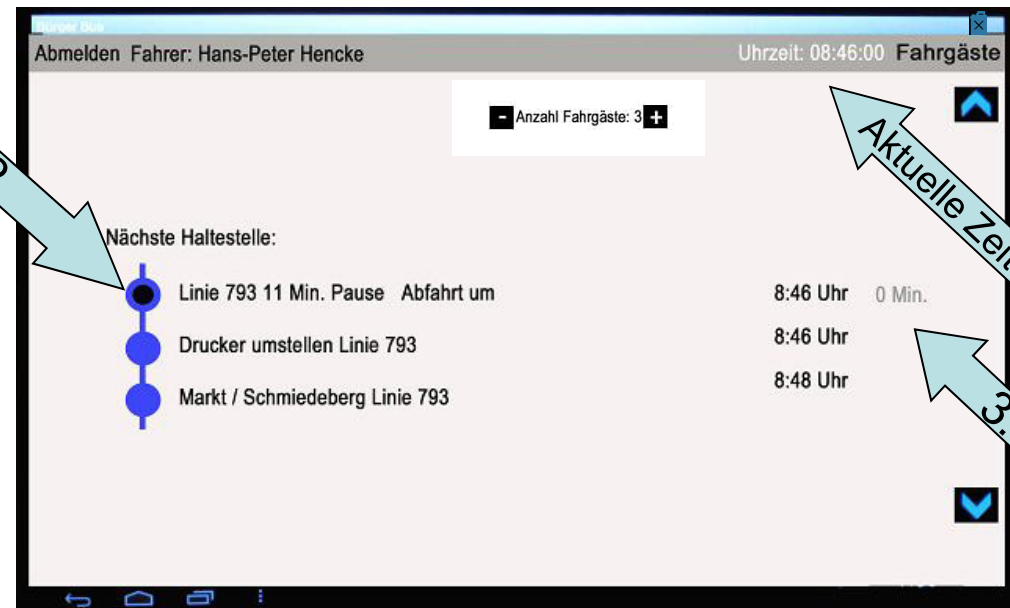 Bürger Bus
Abmelden Fahrer: Hans-Peter Hencke
Uhrzeit: 08:46:00 Fahrgäste
- Anzahl Fahrgäste: 3 +
Aktuelle Zeit
Nächste Haltestelle:
Linie 793 11 Min. Pause Abfahrt um 8:46 Uhr 0 Min.
Drucker umstellen Linie 793 8:46 Uhr
Markt / Schmiedeberg Linie 793 8:48 Uhr
3.